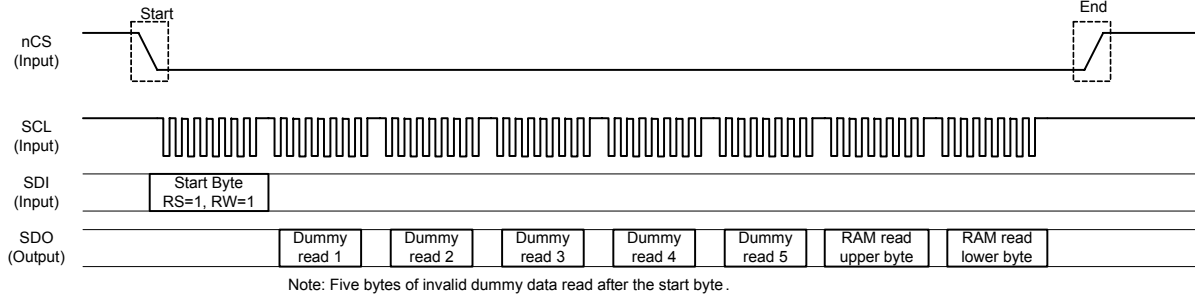 Start
End
nCS
(Input)
SCL
(Input)
SDI
(Input)
Start Byte
RS=1, RW=1
SDO
(Output)
Dummy
read 1
Dummy
read 2
Dummy
read 3
Dummy
read 4
Dummy
read 5
RAM read
upper byte
RAM read
lower byte
Note: Five bytes of invalid dummy data read after the start byte.